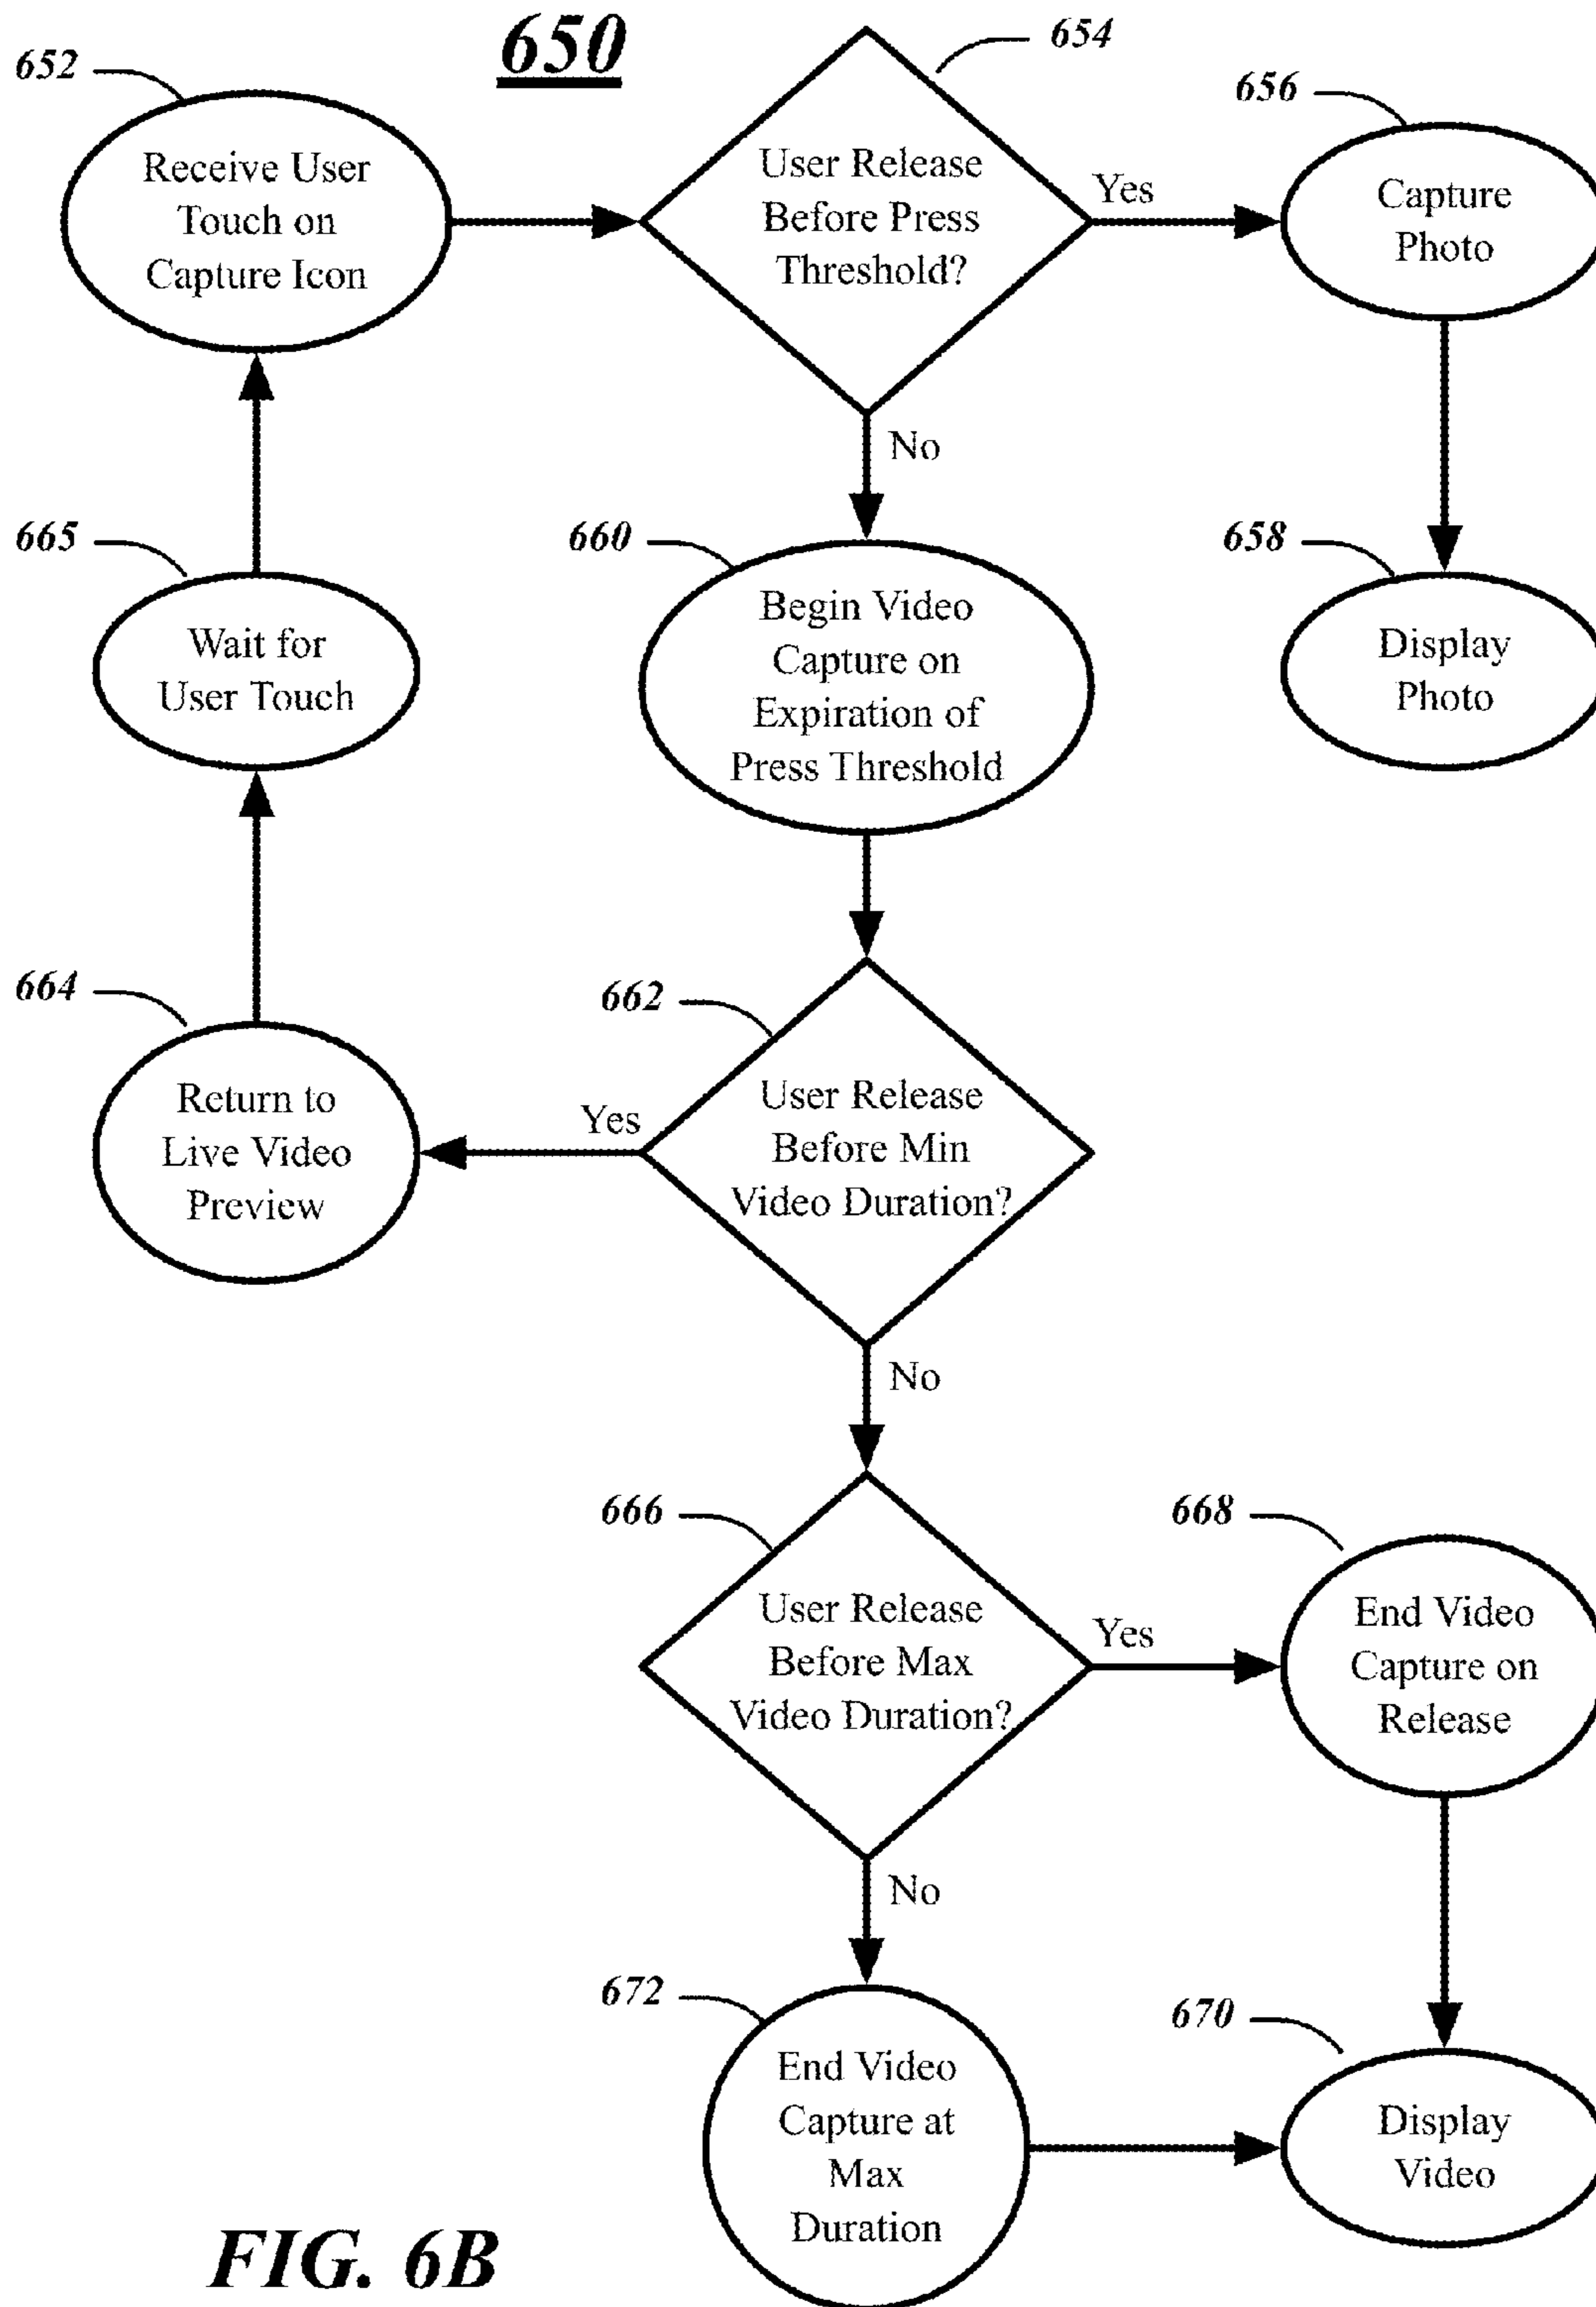 650
652
Receive User
Touch on
Capture Icon
654
User Release
Before Press
Threshold?
Yes
656
Capture
Photo
No
665
Wait for
User Touch
660
Begin Video
Capture on
Expiration of
Press Threshold
658
Display
Photo
664
Return to
Live Video
Preview
Yes
662
User Release
Before Min
Video Duration?
No
666
User Release
Before Max
Video Duration?
Yes
668
End Video
Capture on
Release
No
672
End Video
Capture at
Max
Duration
670
Display
Video
FIG. 6B